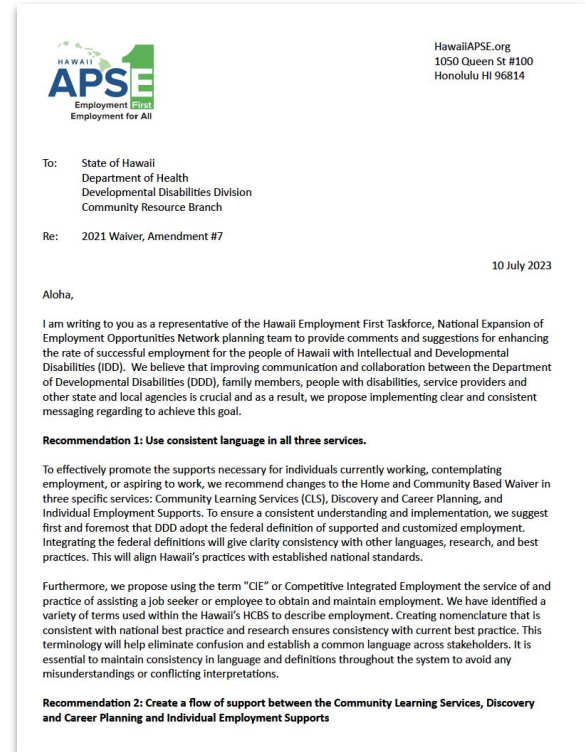 HAWAII
APSE
1
Employment First
Employment for All
HawaiiAPSE.org
1050 Queen St #100
Honolulu HI 96814
To: State of Hawaii
Department of Health
Developmental Disabilities Division
Community Resource Branch
Re: 2021 Waiver, Amendment #7
10 July 2023
Aloha,
I am writing to you as a representative of the Hawaii Employment First Taskforce, National Expansion of
Employment Opportunities Network planning team to provide comments and suggestions for enhancing
the rate of successful employment for the people of Hawaii with Intellectual and Developmental
Disabilities (IDD). We believe that improving communication and collaboration between the Department
of Developmental Disabilities (DDD), family members, people with disabilities, service providers and
other state and local agencies is crucial and as a result, we propose implementing clear and consistent
messaging regarding to achieve this goal.
Recommendation 1: Use consistent language in all three services.
To effectively promote the supports necessary for individuals currently working, contemplating
employment, or aspiring to work, we recommend changes to the Home and Community Based Waiver in
three specific services: Community Learning Services (CLS), Discovery and Career Planning, and
Individual Employment Supports. To ensure a consistent understanding and implementation, we suggest
first and foremost that DDD adopt the federal definition of supported and customized employment.
Integrating the federal definitions will give clarity consistency with other languages, research, and best
practices. This will align Hawaii's practices with established national standards.
Furthermore, we propose using the term "CIE" or Competitive Integrated Employment the service of and
practice of assisting a job seeker or employee to obtain and maintain employment. We have identified a
variety of terms used within the Hawaii's HCBS to describe employment. Creating nomenclature that is
consistent with national best practice and research ensures consistency with current best practice. This
terminology will help eliminate confusion and establish a common language across stakeholders. It is
essential to maintain consistency in language and definitions throughout the system to avoid any
misunderstandings or conflicting interpretations.
Recommendation 2: Create a flow of support between the Community Learning Services, Discovery
and Career Planning and Individual Employment Supports